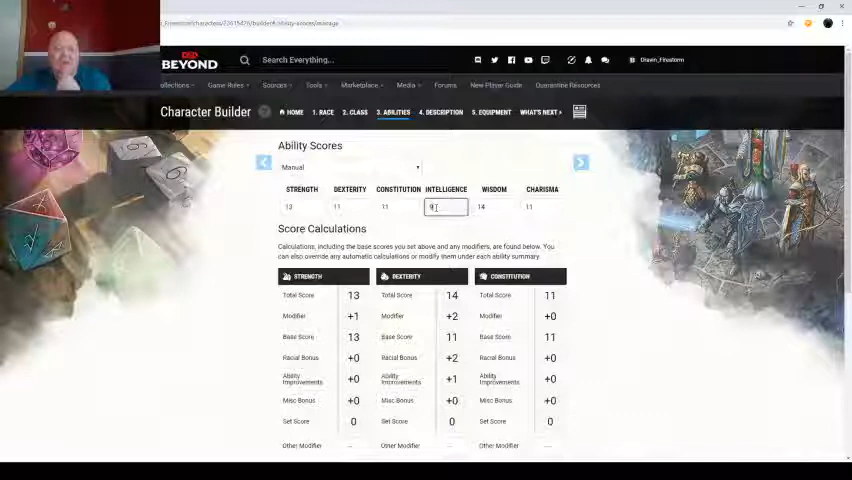 Search Everything...
Diavin_Firestorm
D&D
BEYOND
Collections Game Rules Sources Tools Marketplace Media Forums New Player Guide Quarantine Resources
Character Builder ? HOME 1. RACE 2. CLASS 3. ABILITIES 4. DESCRIPTION 5. EQUIPMENT WHAT'S NEXT
Ability Scores
Manual
STRENGTH DEXTERITY CONSTITUTION INTELLIGENCE WISDOM CHARISMA
13 11 11 9 14 11
Score Calculations
Calculations, including the base scores you set above and any modifiers, are found below. You
can also override any automatic calculations or modify them under each ability summary.
STRENGTH DEXTERITY CONSTITUTION
Total Score 13 Total Score 14 Total Score 11
Modifier +1 Modifier +2 Modifier +0
Base Score 13 Base Score 11 Base Score 11
Racial Bonus +0 Racial Bonus +2 Racial Bonus +0
Ability Improvements +0 Ability Improvements +1 Ability Improvements +0
Misc Bonus +0 Misc Bonus +0 Misc Bonus +0
Set Score 0 Set Score 0 Set Score 0
Other Modifier -- Other Modifier -- Other Modifier --